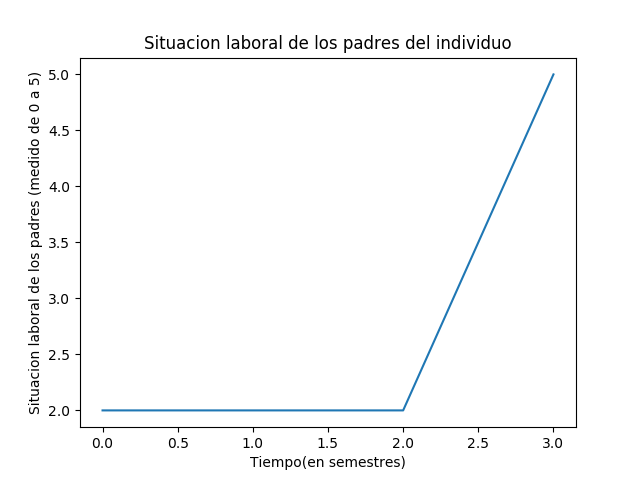 Situacion laboral de los padres del individuo
Situacion laboral de los padres (medido de 0 a 5)
5.0
4.5
4.0
3.5
3.0
2.5
2.0
0.0 0.5 1.0 1.5 2.0 2.5 3.0
Tiempo(en semestres)